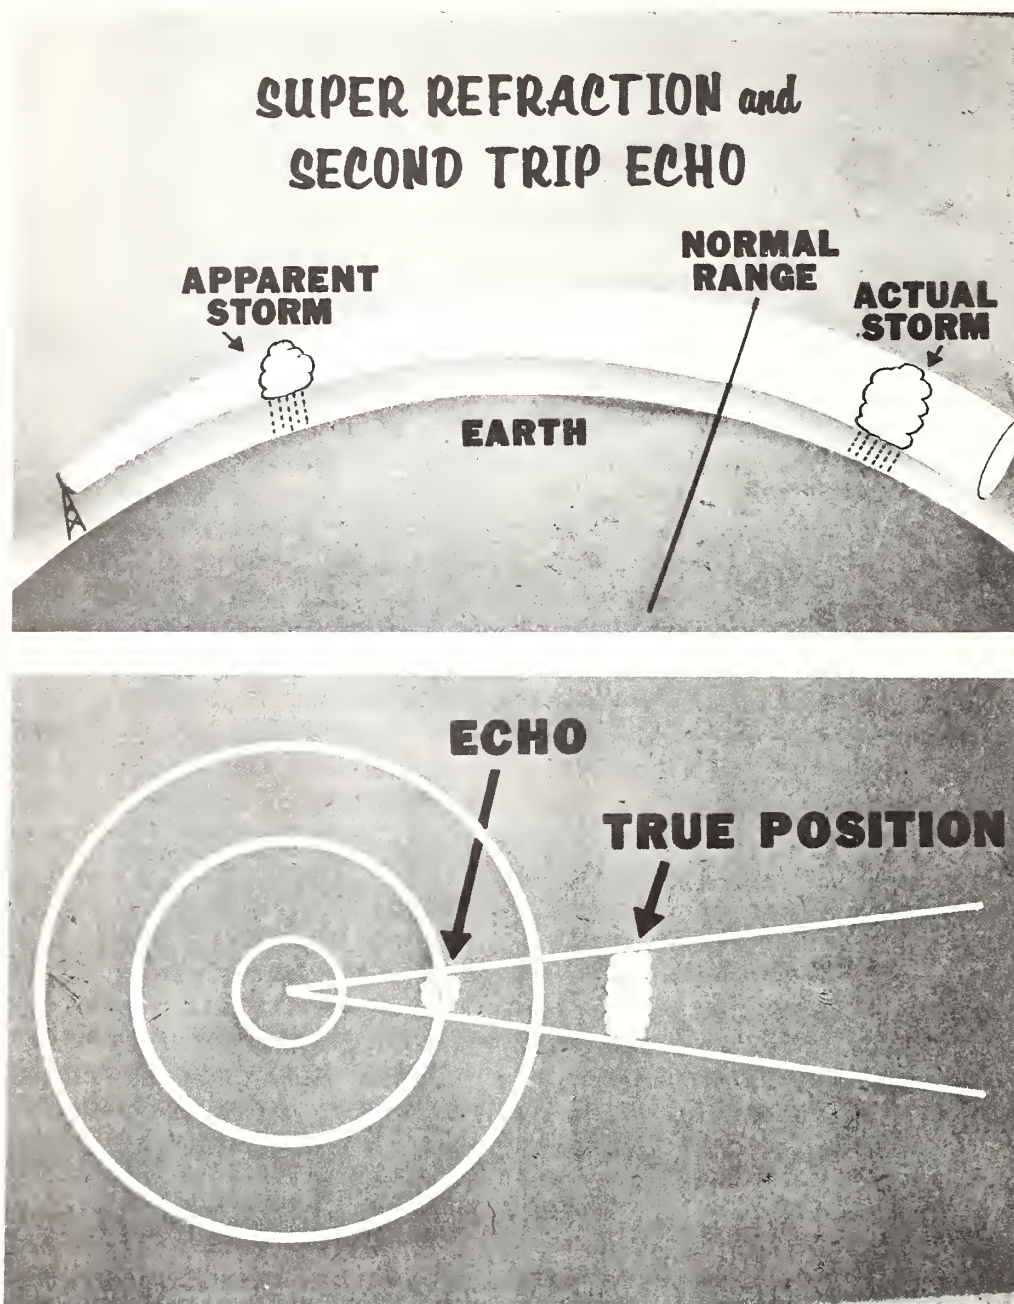 SUPER REFRACTION and
SECOND TRIP ECHO
NORMAL
RANGE
APPARENT
STORM
ACTUAL
STORM
EARTH
ECHO
TRUE POSITION